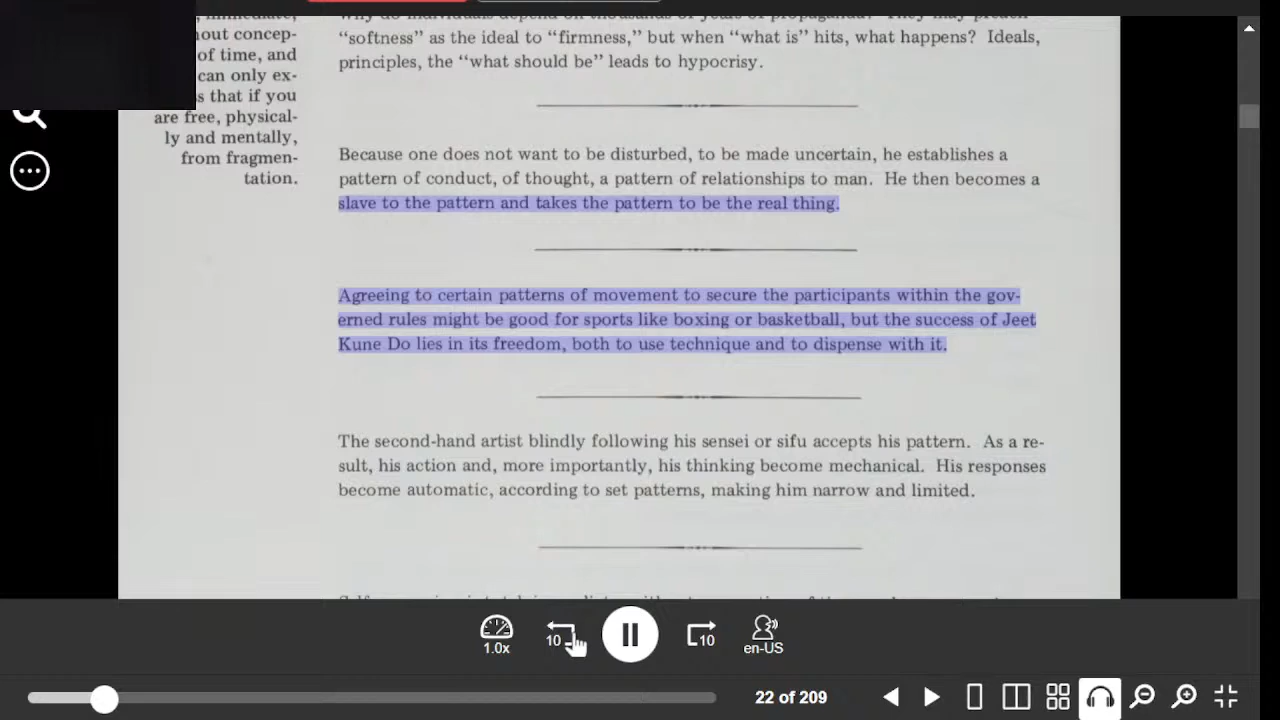 immediate,
out concep-
of time, and
can only ex-
s that if you
are free, physical-
ly and mentally,
from fragmen-
tation.
"softness" as the ideal to "firmness," but when "what is" hits, what happens? Ideals,
principles, the "what should be" leads to hypocrisy.
Because one does not want to be disturbed, to be made uncertain, he establishes a
pattern of conduct, of thought, a pattern of relationships to man. He then becomes a
slave to the pattern and takes the pattern to be the real thing.
Agreeing to certain patterns of movement to secure the participants within the gov-
erned rules might be good for sports like boxing or basketball, but the success of Jeet
Kune Do lies in its freedom, both to use technique and to dispense with it.
The second-hand artist blindly following his sensei or sifu accepts his pattern. As a re-
sult, his action and, more importantly, his thinking become mechanical. His responses
become automatic, according to set patterns, making him narrow and limited.
1.0x
10
10
en-US
22 of 209